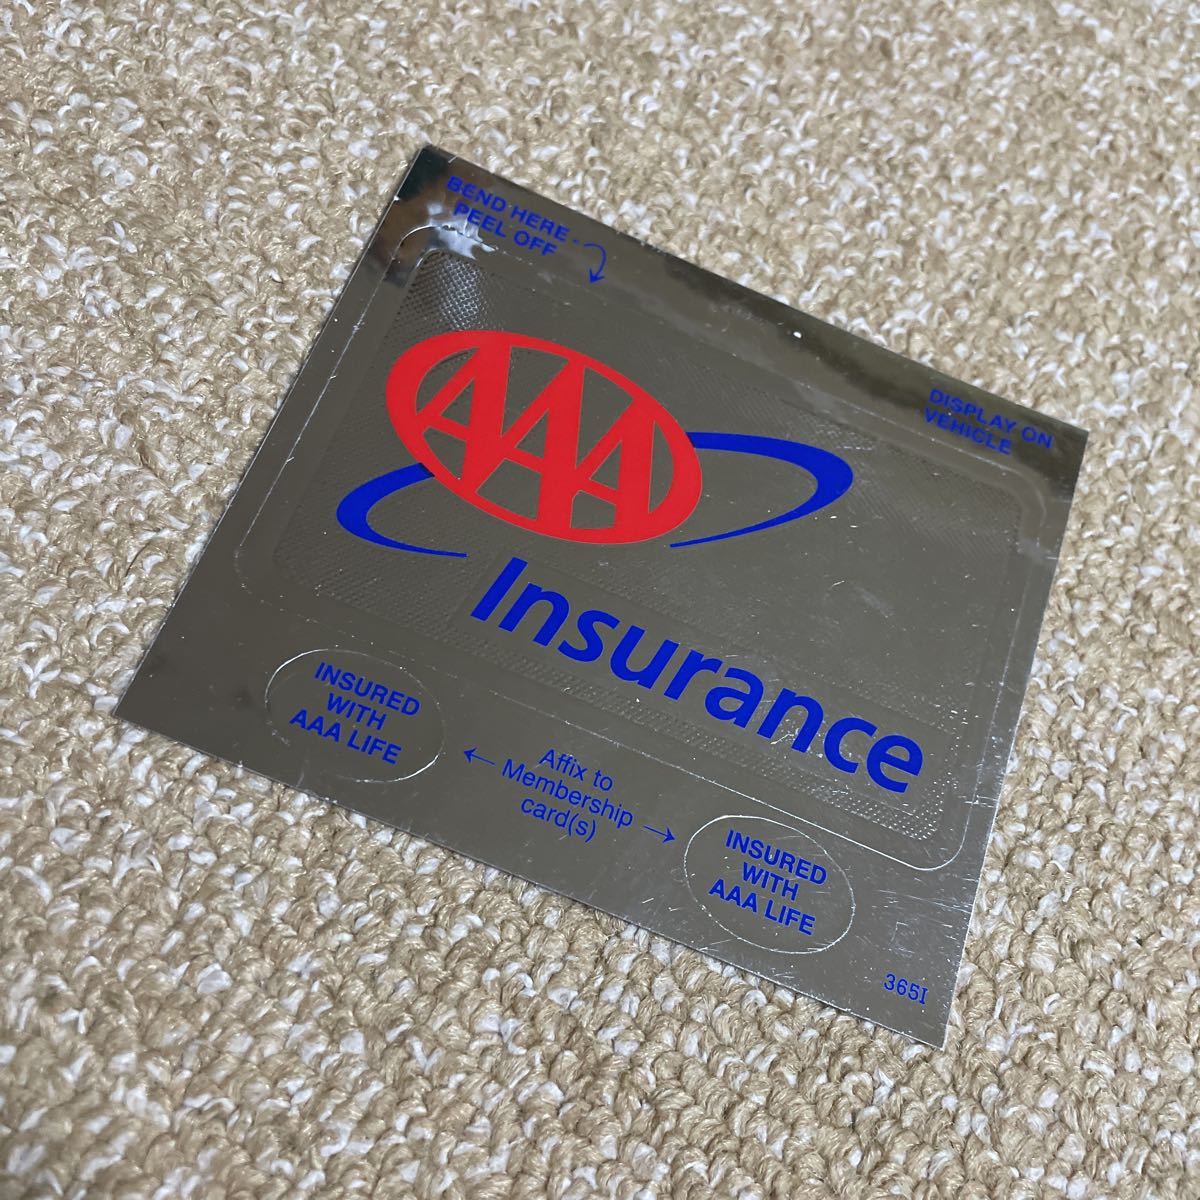 BEND HERE -
PEEL OFF
DISPLAY ON
VEHICLE
AAA
Insurance
INSURED
WITH
AAA LIFE
← Affix to
Membership
card(s) →
INSURED
WITH
AAA LIFE
365I